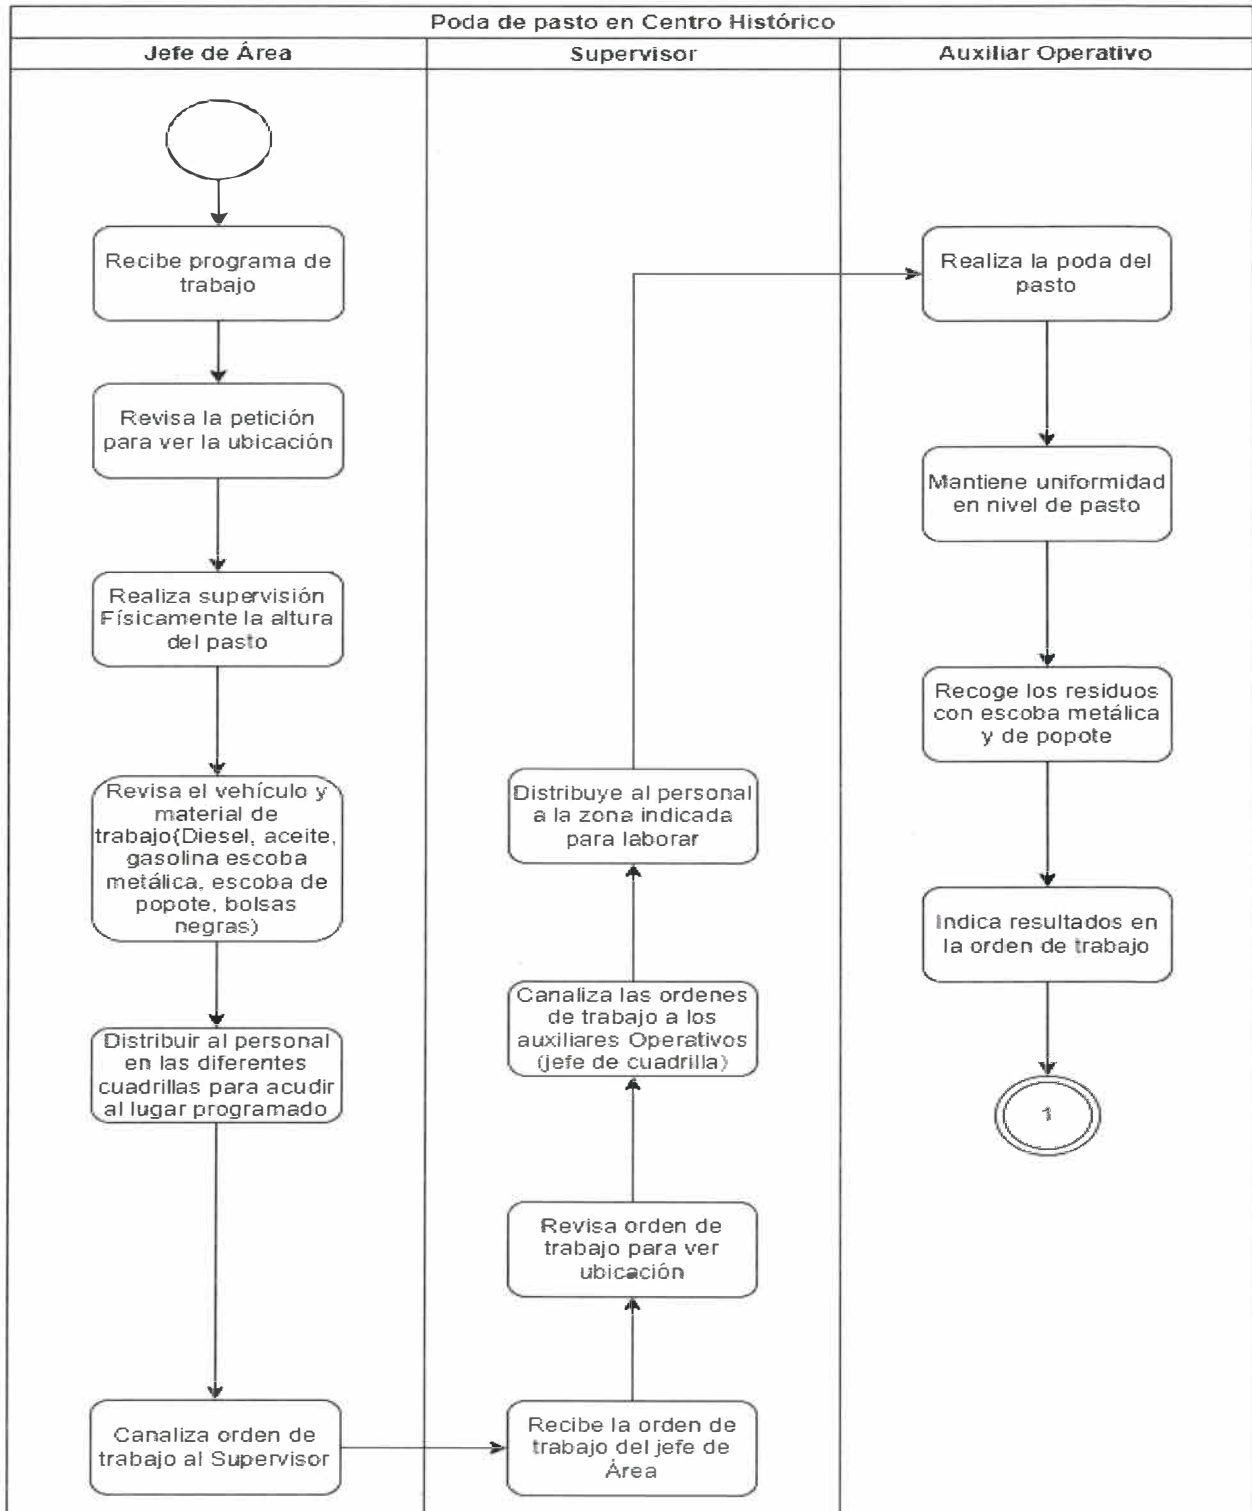 Poda de pasto en Centro Histórico
Jefe de Área
Supervisor
Auxiliar Operativo
Recibe programa de
trabajo
Revisa la petición
para ver la ubicación
Realiza supervisión
Físicamente la altura
del pasto
Revisa el vehículo y
material de
trabajo(Diesel, aceite,
gasolina escoba
metálica, escoba de
popote, bolsas
negras)
Distribuir al personal
en las diferentes
cuadrillas para acudir
al lugar programado
Canaliza orden de
trabajo al Supervisor
Recibe la orden de
trabajo del jefe de
Área
Revisa orden de
trabajo para ver
ubicación
Canaliza las ordenes
de trabajo a los
auxiliares Operativos
(jefe de cuadrilla)
Distribuye al personal
a la zona indicada
para laborar
Realiza la poda del
pasto
Mantiene uniformidad
en nivel de pasto
Recoge los residuos
con escoba metálica
y de popote
Indica resultados en
la orden de trabajo
1